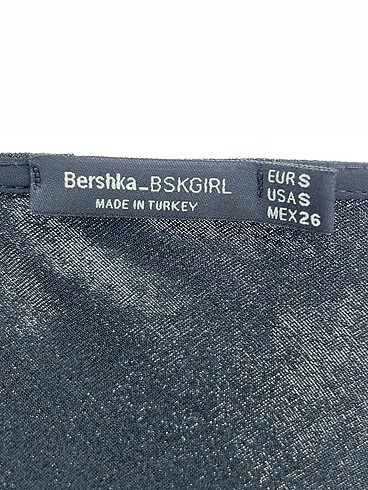 Bershka_BSKGIRL
MADE IN TURKEY
EUR S
USA S
MEX 26